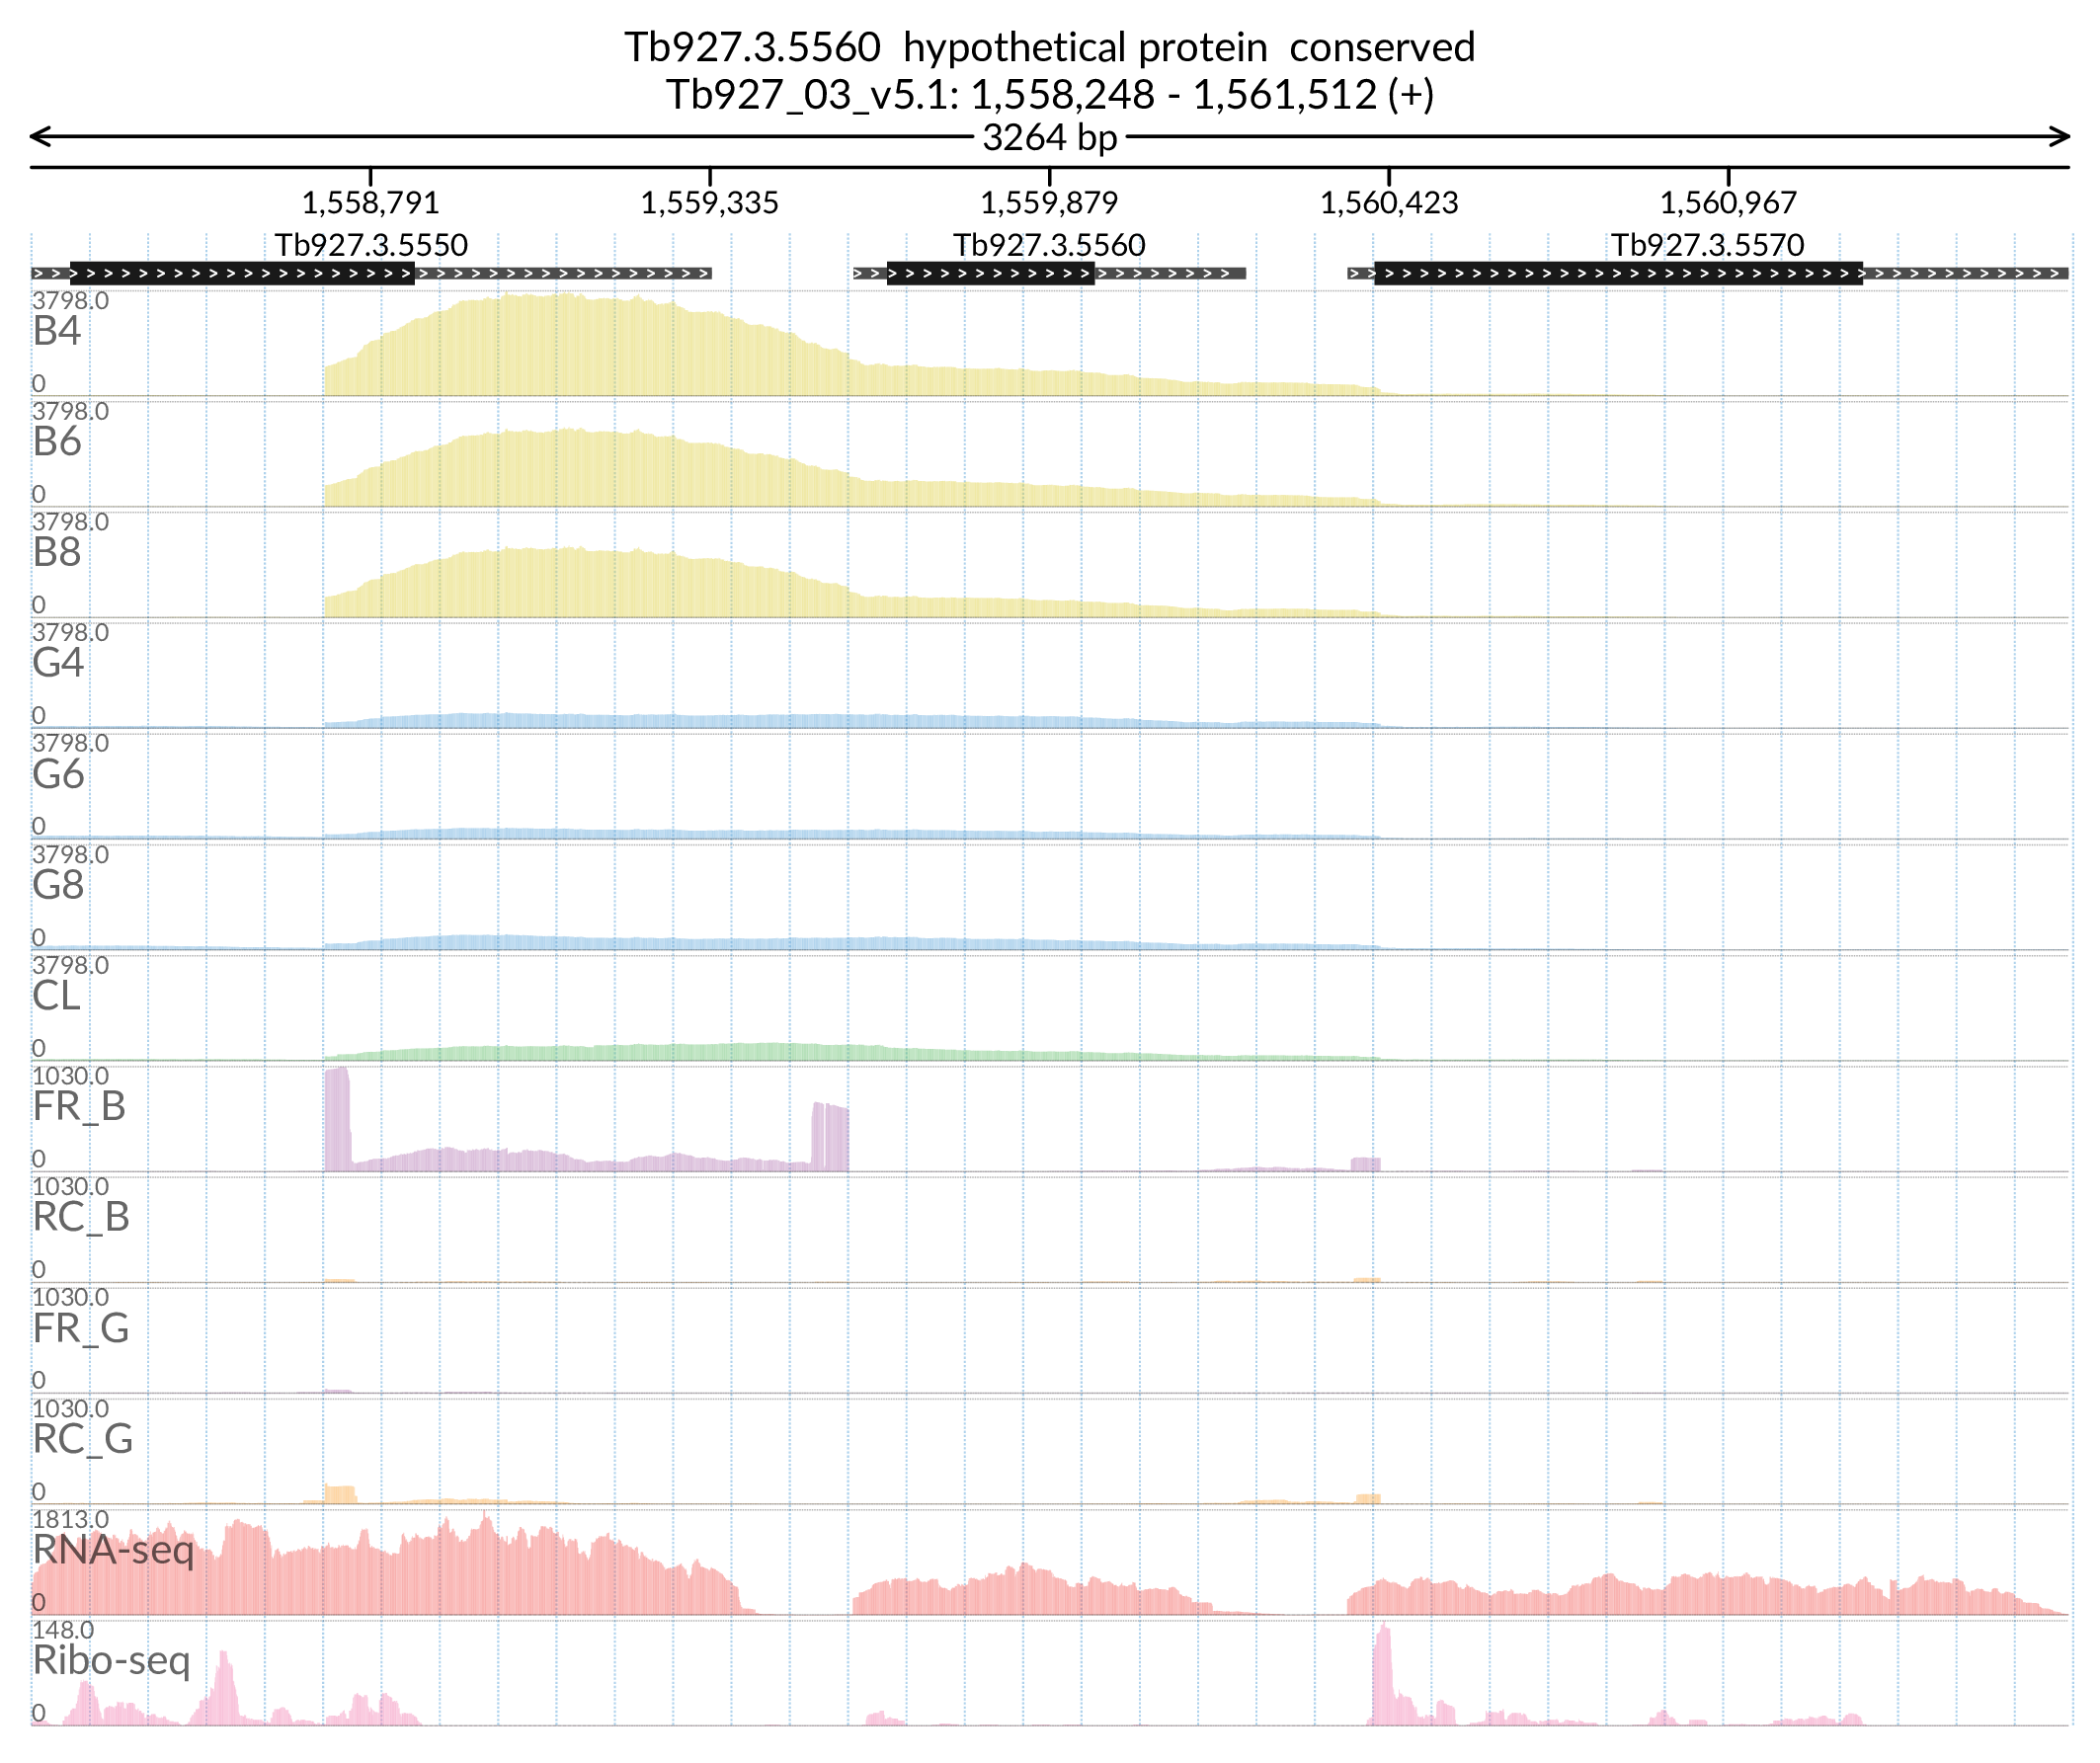 Tb927.3.5560 hypothetical protein conserved
Tb927_03_v5.1: 1,558,248 - 1,561,512 (+)
3264 bp
1,558,791 1,559,335 1,559,879 1,560,423 1,560,967
Tb927.3.5550 Tb927.3.5560 Tb927.3.5570
3798.0
B4
0
3798.0
B6
0
3798.0
B8
0
3798.0
G4
0
3798.0
G6
0
3798.0
G8
0
3798.0
CL
0
1030.0
FR_B
0
1030.0
RC_B
0
1030.0
FR_G
0
1030.0
RC_G
0
1813.0
RNA-seq
0
148.0
Ribo-seq
0